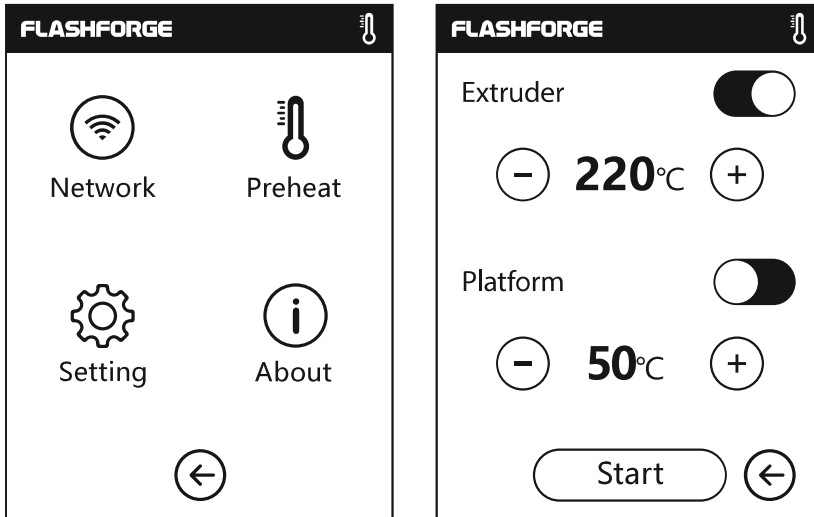 FLASHFORGE
Network
Preheat
Setting
About
FLASHFORGE
Extruder
220°C
Platform
50°C
Start